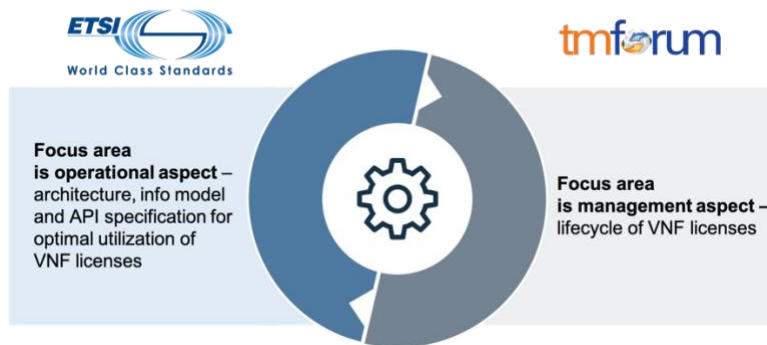 ETSI
World Class Standards
tmforum
Focus area
is operational aspect –
architecture, info model
and API specification for
optimal utilization of
VNF licenses
Focus area
is management aspect –
lifecycle of VNF licenses